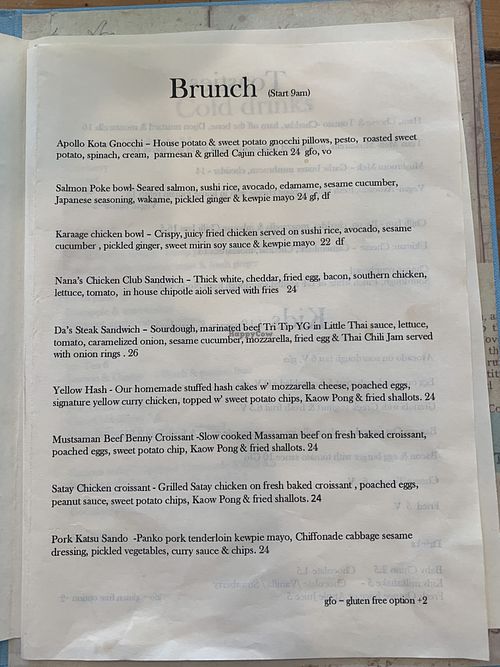 Brunch (Start 9am)
Apollo Kota Gnocchi – House potato & sweet potato gnocchi pillows, pesto, roasted sweet
potato, spinach, cream, parmesan & grilled Cajun chicken 24 gfo, vo
Salmon Poke bowl- Seared salmon, sushi rice, avocado, edamame, sesame cucumber,
Japanese seasoning, wakame, pickled ginger & kewpie mayo 24 gf, df
Karaage chicken bowl – Crispy, juicy fried chicken served on sushi rice, avocado, sesame
cucumber , pickled ginger, sweet mirin soy sauce & kewpie mayo 22 df
Nana's Chicken Club Sandwich – Thick white, cheddar, fried egg, bacon, southern chicken,
lettuce, tomato, in house chipotle aioli served with fries 24
HappyCow
Da's Steak Sandwich – Sourdough, marinated beef Tri Tip YG in Little Thai sauce, lettuce,
tomato, caramelized onion, sesame cucumber, mozzarella, fried egg & Thai Chili Jam served
with onion rings . 26
Yellow Hash - Our homemade stuffed hash cakes w' mozzarella cheese, poached eggs,
signature yellow curry chicken, topped w' sweet potato chips, Kaow Pong & fried shallots. 24
Mustsaman Beef Benny Croissant -Slow cooked Massaman beef on fresh baked croissant,
poached eggs, sweet potato chip, Kaow Pong & fried shallots. 24
Satay Chicken croissant - Grilled Satay chicken on fresh baked croissant , poached eggs,
peanut sauce, sweet potato chips, Kaow Pong & fried shallots. 24
Pork Katsu Sando -Panko pork tenderloin kewpie mayo, Chiffonade cabbage sesame
dressing, pickled vegetables, curry sauce & chips. 24
gfo – gluten free option +2